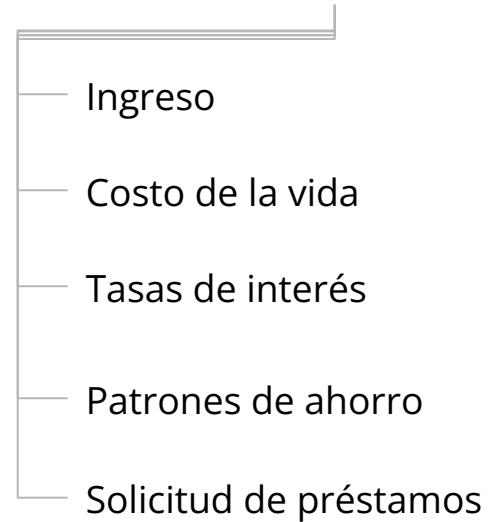 Ingreso
Costo de la vida
Tasas de interés
Patrones de ahorro
Solicitud de préstamos